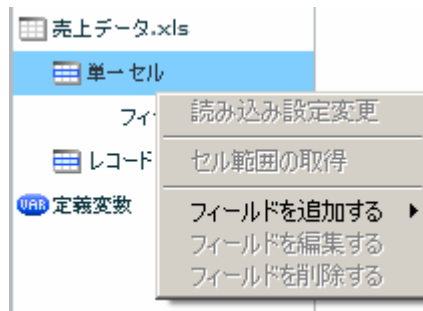 売上データ.xls
単一セル
フィ
読み込み設定変更
レコード
セル範囲の取得
VAR 定義変数
フィールドを追加する
フィールドを編集する
フィールドを削除する